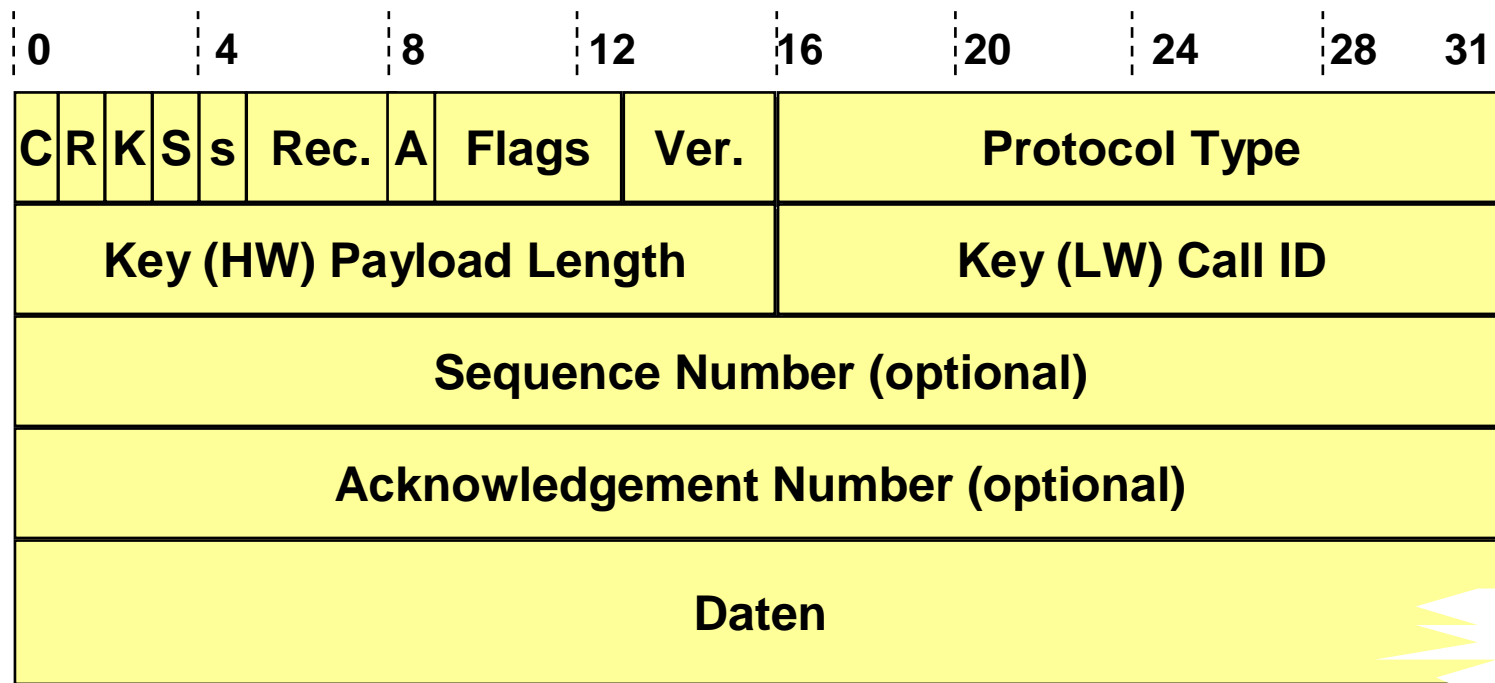 0 4 8 12 16 20 24 28 31
C R K S s Rec. A Flags Ver. Protocol Type
Key (HW) Payload Length Key (LW) Call ID
Sequence Number (optional)
Acknowledgement Number (optional)
Daten